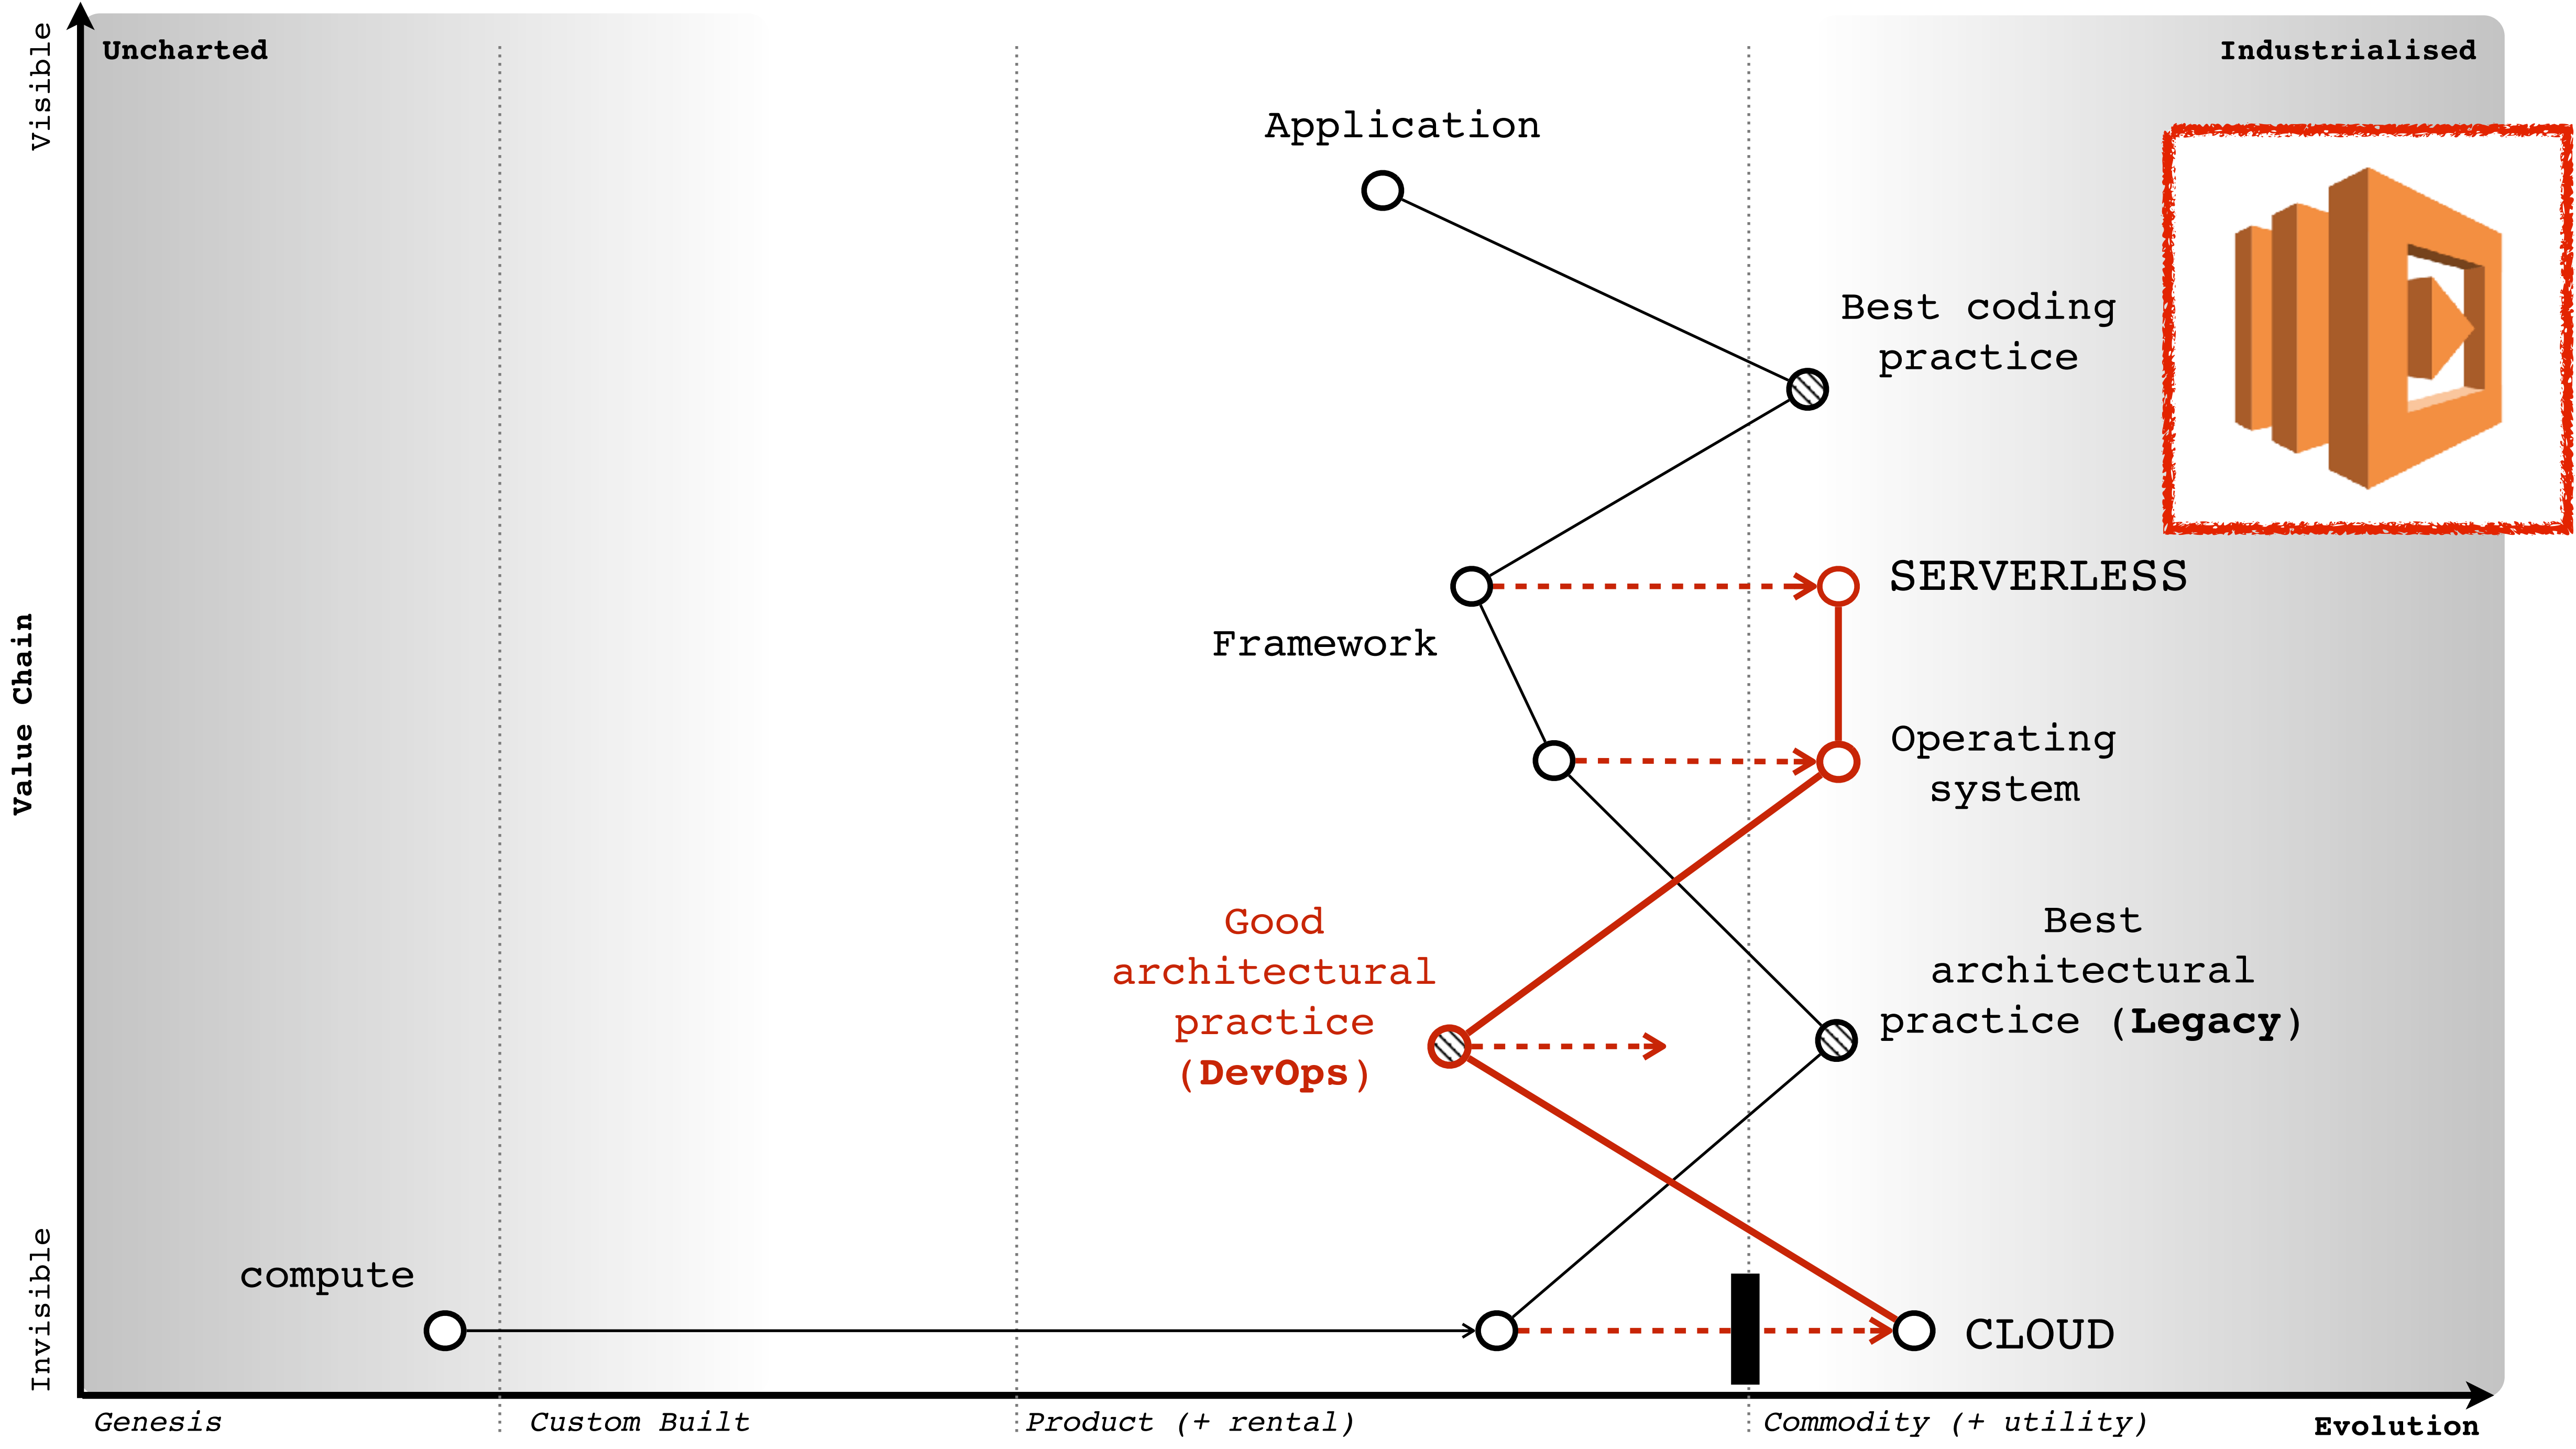 Visible
Uncharted
Industrialised
Application
Best coding
practice
SERVERLESS
Framework
Value Chain
Operating
system
Good
architectural
practice
(DevOps)
Best
architectural
practice (Legacy)
Invisible
compute
CLOUD
Genesis
Custom Built
Product (+ rental)
Commodity (+ utility)
Evolution